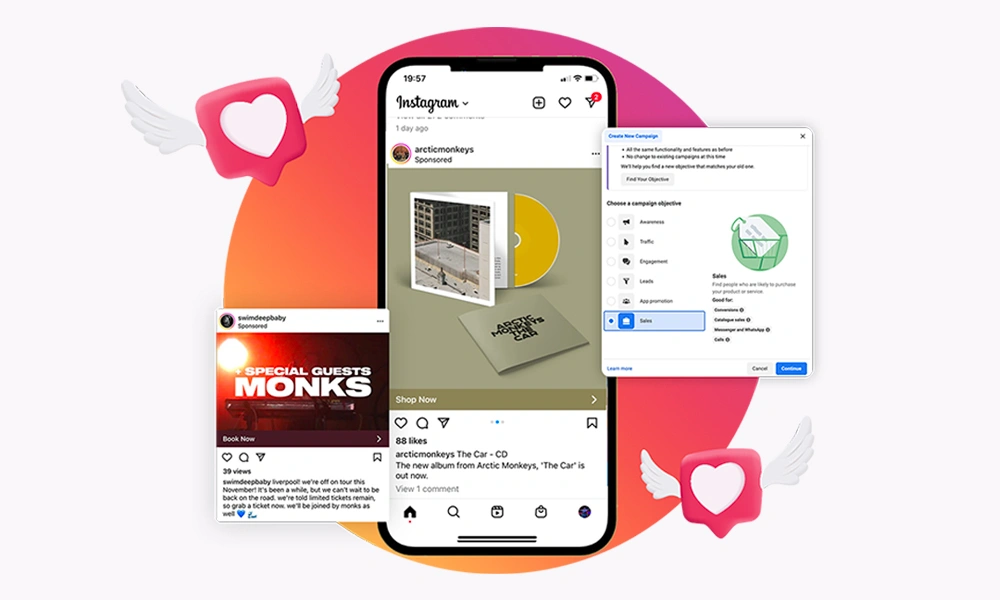 19:57
Instagram
2
1 day ago
arcticmonkeys
Sponsored
ARCTIC
MONKEYS
THE
CAR
Shop Now
88 likes
arcticmonkeys The Car - CD
The new album from Arctic Monkeys, 'The Car' is
out now.
View 1 comment
swimdeepbaby
Sponsored
+ SPECIAL GUESTS
MONKS
Book Now
39 views
swimdeepbaby liverpool! we're off on tour this
November! It's been a while, but we can't wait to be
back on the road. we're told limited tickets remain,
so grab a ticket now. we'll be joined by monks as
well 💙
Create New Campaign
All the same functionality and features as before
No change to existing campaigns at this time
We'll help you find a new objective that matches your old one.
Find Your Objective
Choose a campaign objective
Awareness
Traffic
Engagement
Leads
App promotion
Sales
Sales
Find people who are likely to purchase
your product or service.
Good for:
Conversions
Catalogue sales
Messenger and WhatsApp
Calls
Learn more
Cancel
Continue